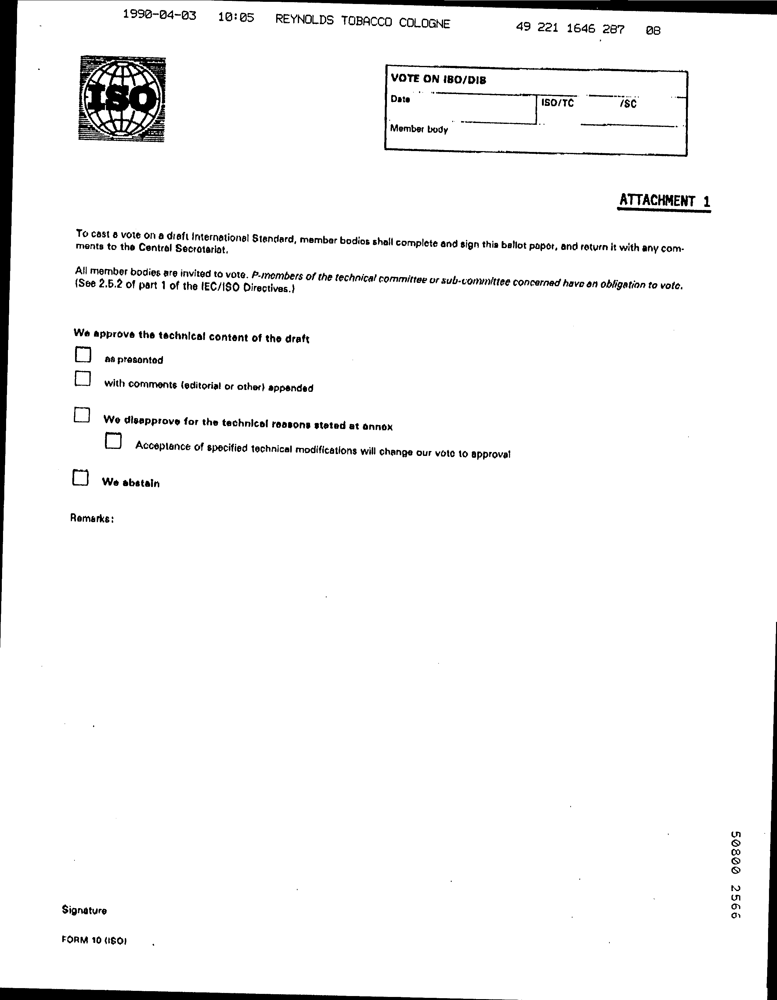 1990-04-03 10:05 REYNOLDS TOBACCO COLOGNE 49 221 1646 287 08
ISO
VOTE ON ISO/DIS
Date
ISO/TC /SC
Member body
ATTACHMENT 1
To cast a vote on a draft International Standard, member bodies shall complete and sign this ballot paper, and return it with any com-
ments to the Central Secretariat.
All member bodies are invited to vote. P-members of the technical committee or sub-committee concerned have an obligation to vote.
(See 2.5.2 of part 1 of the IEC/ISO Directives.)
We approve the technical content of the draft
as presented
with comments (editorial or other) appended
We disapprove for the technical reasons stated at annex
Acceptance of specified technical modifications will change our vote to approval
We abstain
Remarks:
50800 2566
Signature
FORM 10 (ISO)